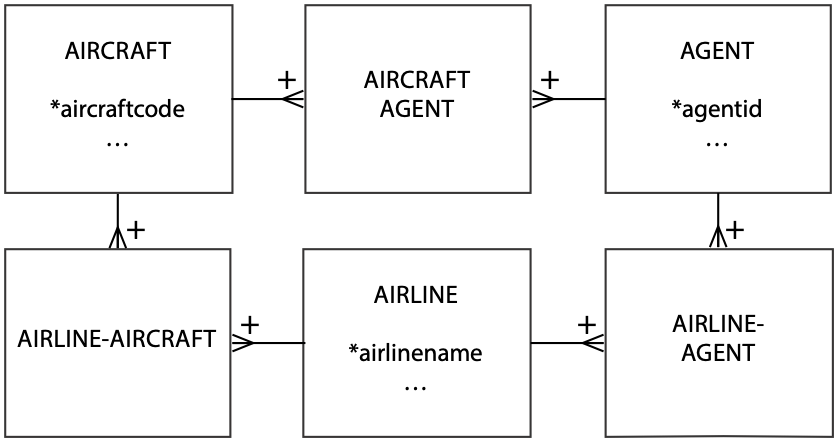 AIRCRAFT
*aircraftcode
...
+
AIRCRAFT
AGENT
+
AGENT
*agentid
...
+
+
AIRLINE-AIRCRAFT
+
AIRLINE
*airlinename
...
+
AIRLINE-
AGENT